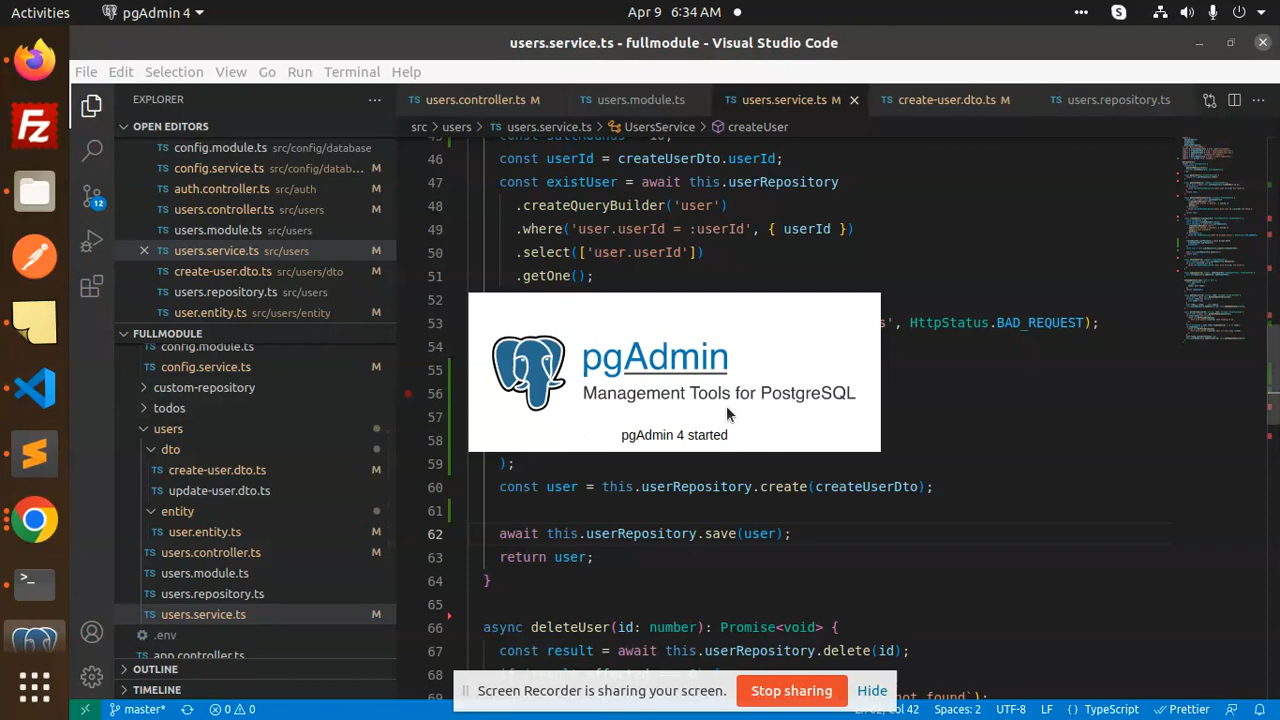 Activities
pgAdmin 4
Apr 9 6:34 AM
users.service.ts - fullmodule - Visual Studio Code
File Edit Selection View Go Run Terminal Help
EXPLORER
OPEN EDITORS
config.module.ts src/config/database
config.service.ts src/config/datab... M
auth.controller.ts src/auth
users.controller.ts src/users M
users.module.ts src/users
users.service.ts src/users M
create-user.dto.ts src/users/dto M
users.repository.ts src/users
user.entity.ts src/users/entity M
FULLMODULE
config.module.ts
config.service.ts M
custom-repository
todos
users
dto
create-user.dto.ts M
update-user.dto.ts
entity
user.entity.ts M
users.controller.ts M
users.module.ts
users.repository.ts
users.service.ts M
.env
app.controller.ts
OUTLINE
TIMELINE
12
TS users.controller.ts M TS users.module.ts TS users.service.ts M TS create-user.dto.ts M TS users.repository.ts
src > users > TS users.service.ts > UsersService > createUser
46 const userId = createUserDto.userId;
47 const existUser = await this.userRepository
48 .createQueryBuilder('user')
49 .where('user.userId = :userId', { userId })
50 .select(['user.userId'])
51 .getOne();
52
53 s', HttpStatus.BAD_REQUEST);
54
55
56
57
58
59 );
60 const user = this.userRepository.create(createUserDto);
61
62 await this.userRepository.save(user);
63 return user;
64 }
65
66 async deleteUser(id: number): Promise<void> {
67 const result = await this.userRepository.delete(id);
68
pgAdmin
Management Tools for PostgreSQL
pgAdmin 4 started
Screen Recorder is sharing your screen. Stop sharing Hide
master* 0 0 Spaces: 2 UTF-8 LF { } TypeScript Prettier